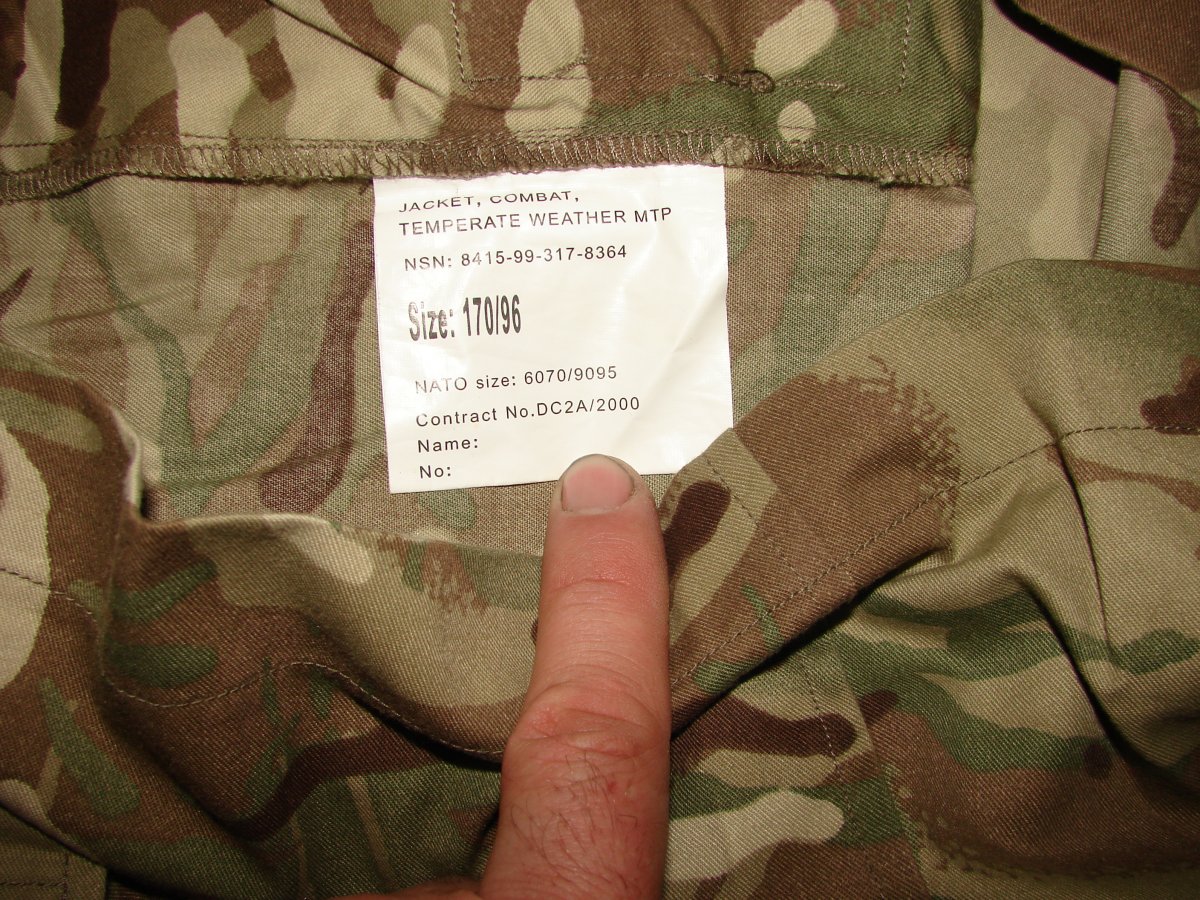 JACKET, COMBAT,
TEMPERATE WEATHER MTP
NSN: 8415-99-317-8364
Size: 170/96
NATO size: 6070/9095
Contract No.DC2A/2000
Name:
No: